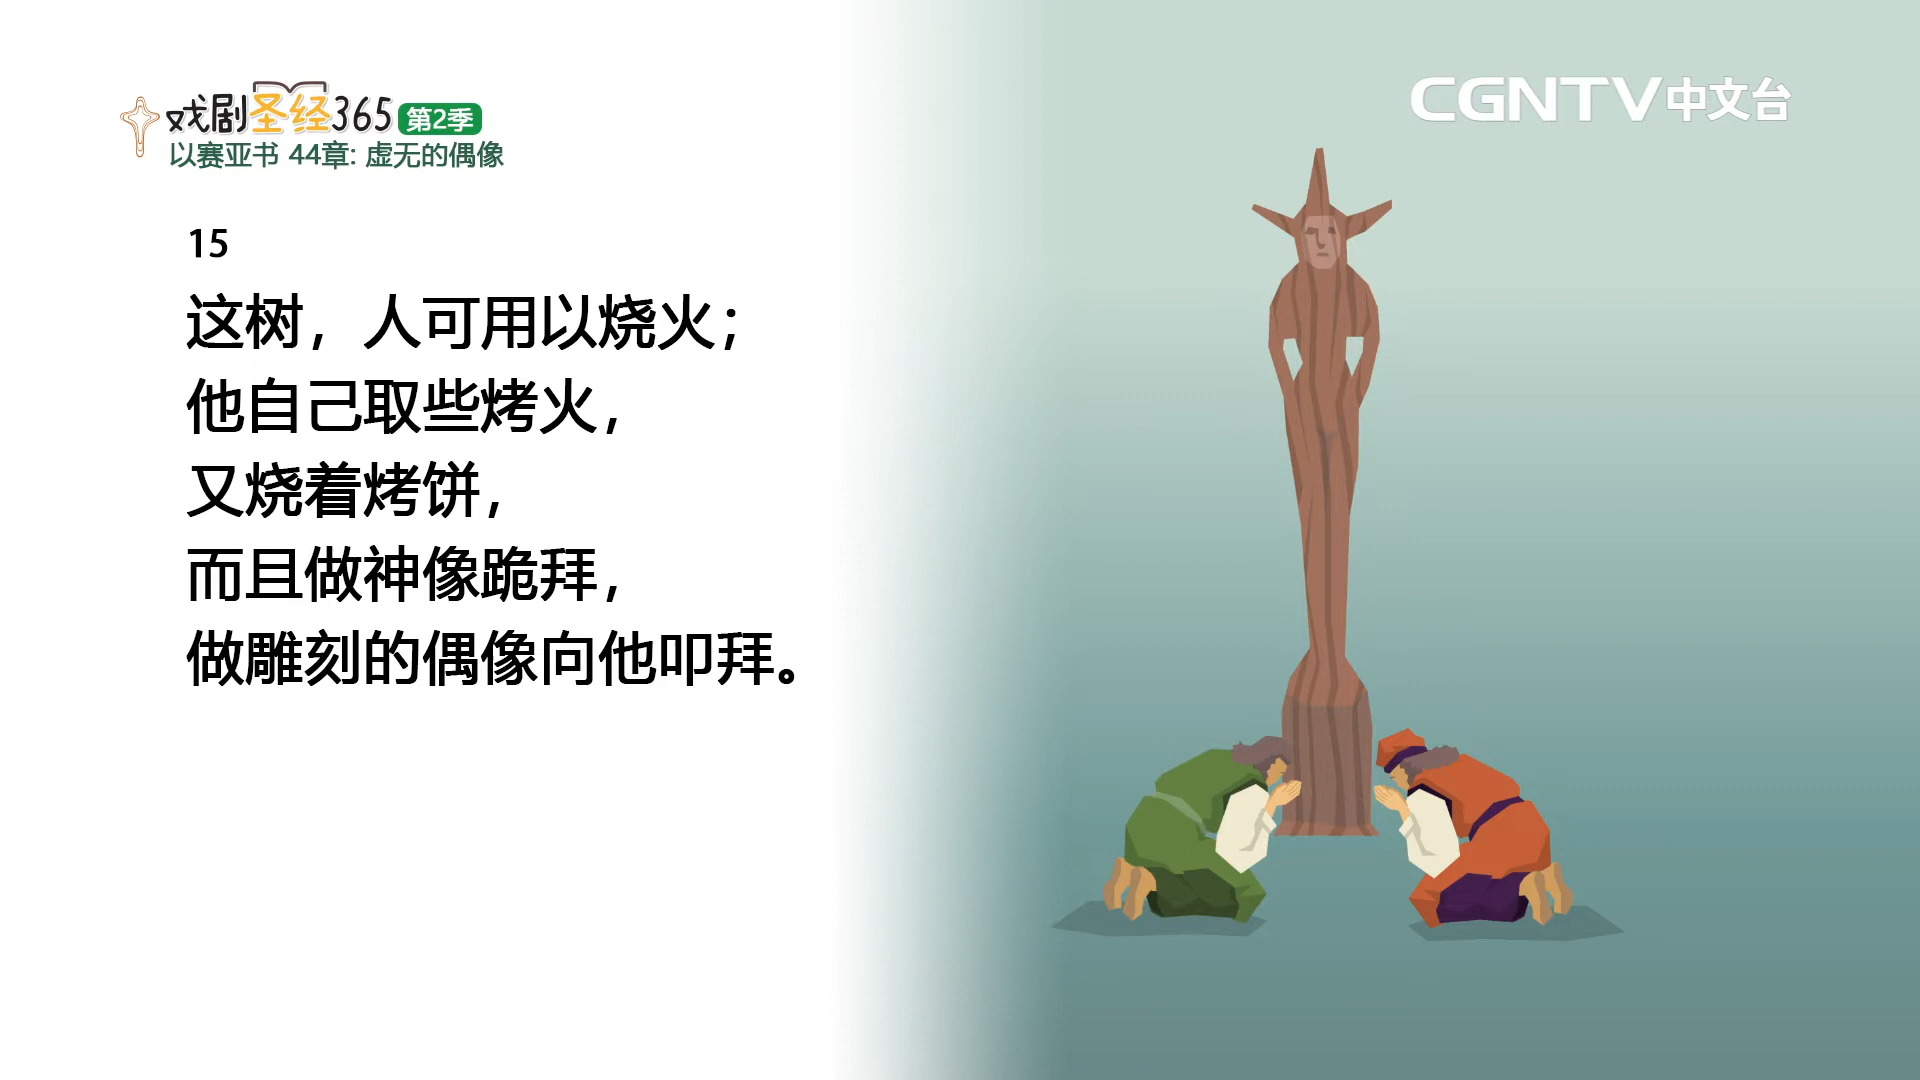 戏剧圣经365 第2季
以赛亚书 44章: 虚无的偶像
CGNTV中文台
15
这树，人可用以烧火；
他自己取些烤火，
又烧着烤饼，
而且做神像跪拜，
做雕刻的偶像向他叩拜。